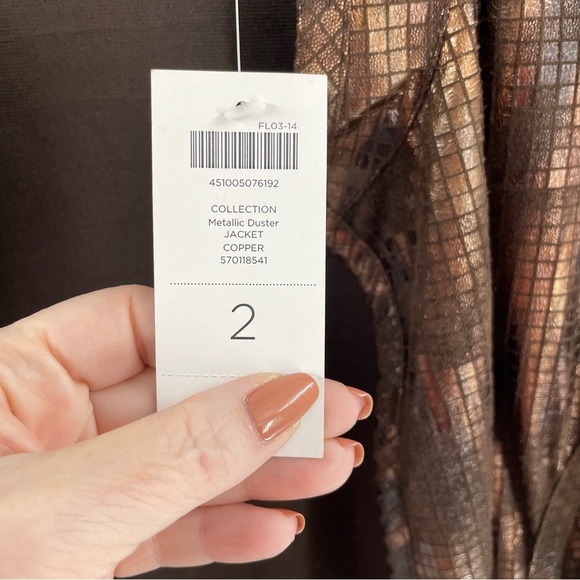 FL03-14
451005076192
COLLECTION
Metallic Duster
JACKET
COPPER
570118541
2